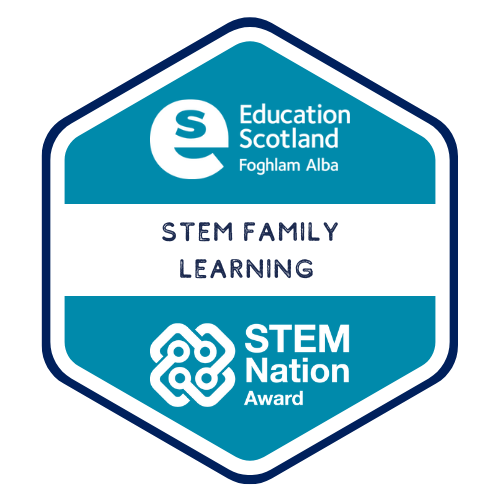 Education
Scotland
Foghlam Alba
STEM FAMILY
LEARNING
STEM
Nation
Award